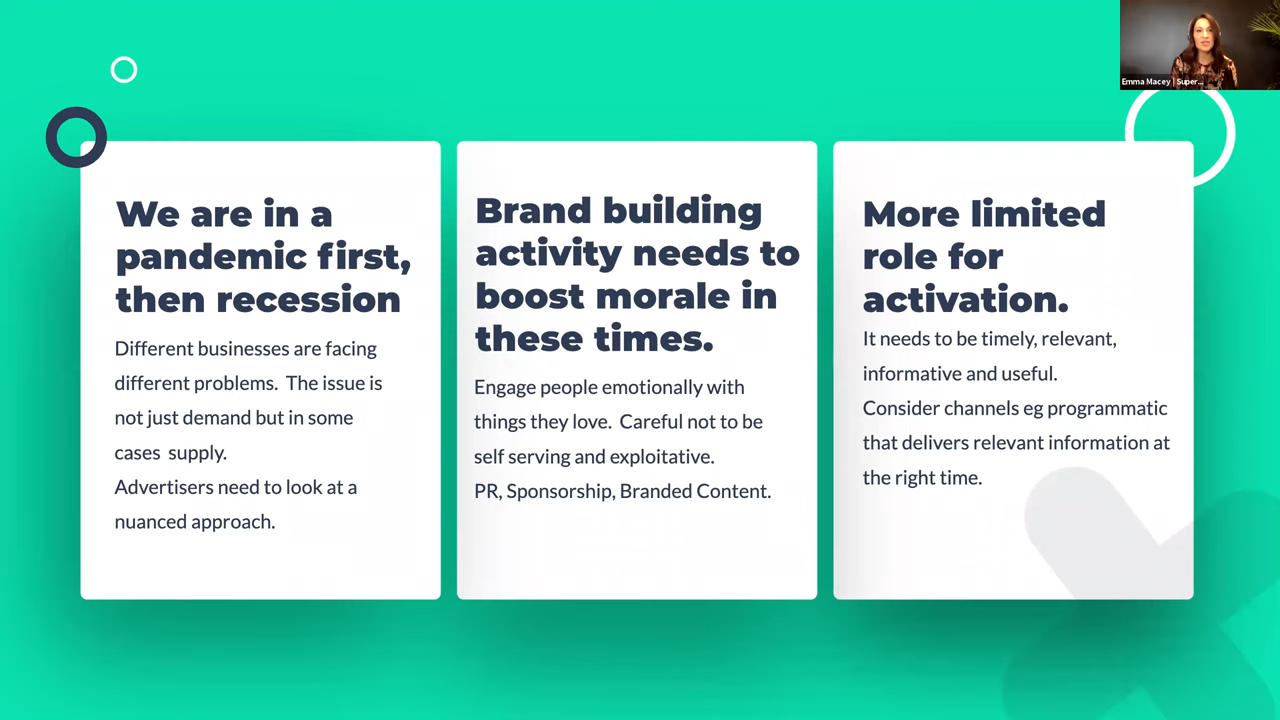 Emma Macey | Super...
We are in a
pandemic first,
then recession
Different businesses are facing
different problems.  The issue is
not just demand but in some
cases  supply.
Advertisers need to look at a
nuanced approach.
Brand building
activity needs to
boost morale in
these times.
Engage people emotionally with
things they love.  Careful not to be
self serving and exploitative.
PR, Sponsorship, Branded Content.
More limited
role for
activation.
It needs to be timely, relevant,
informative and useful.
Consider channels eg programmatic
that delivers relevant information at
the right time.